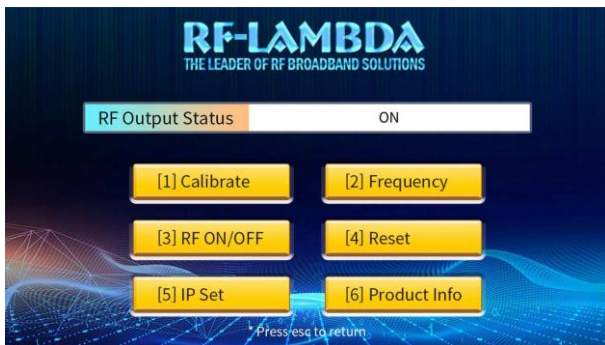 RF-LAMBDA
THE LEADER OF RF BROADBAND SOLUTIONS
RF Output Status ON
[1] Calibrate [2] Frequency
[3] RF ON/OFF [4] Reset
[5] IP Set [6] Product Info
* Press esc to return